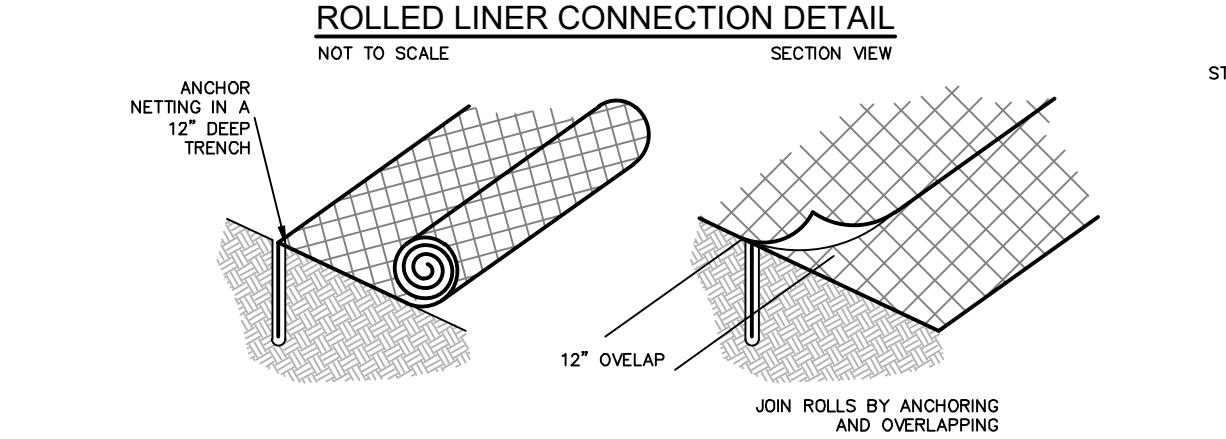 ROLLED LINER CONNECTION DETAIL
NOT TO SCALE
SECTION VIEW
ST
ANCHOR
NETTING IN A
12" DEEP
TRENCH
12" OVELAP
JOIN ROLLS BY ANCHORING
AND OVERLAPPING